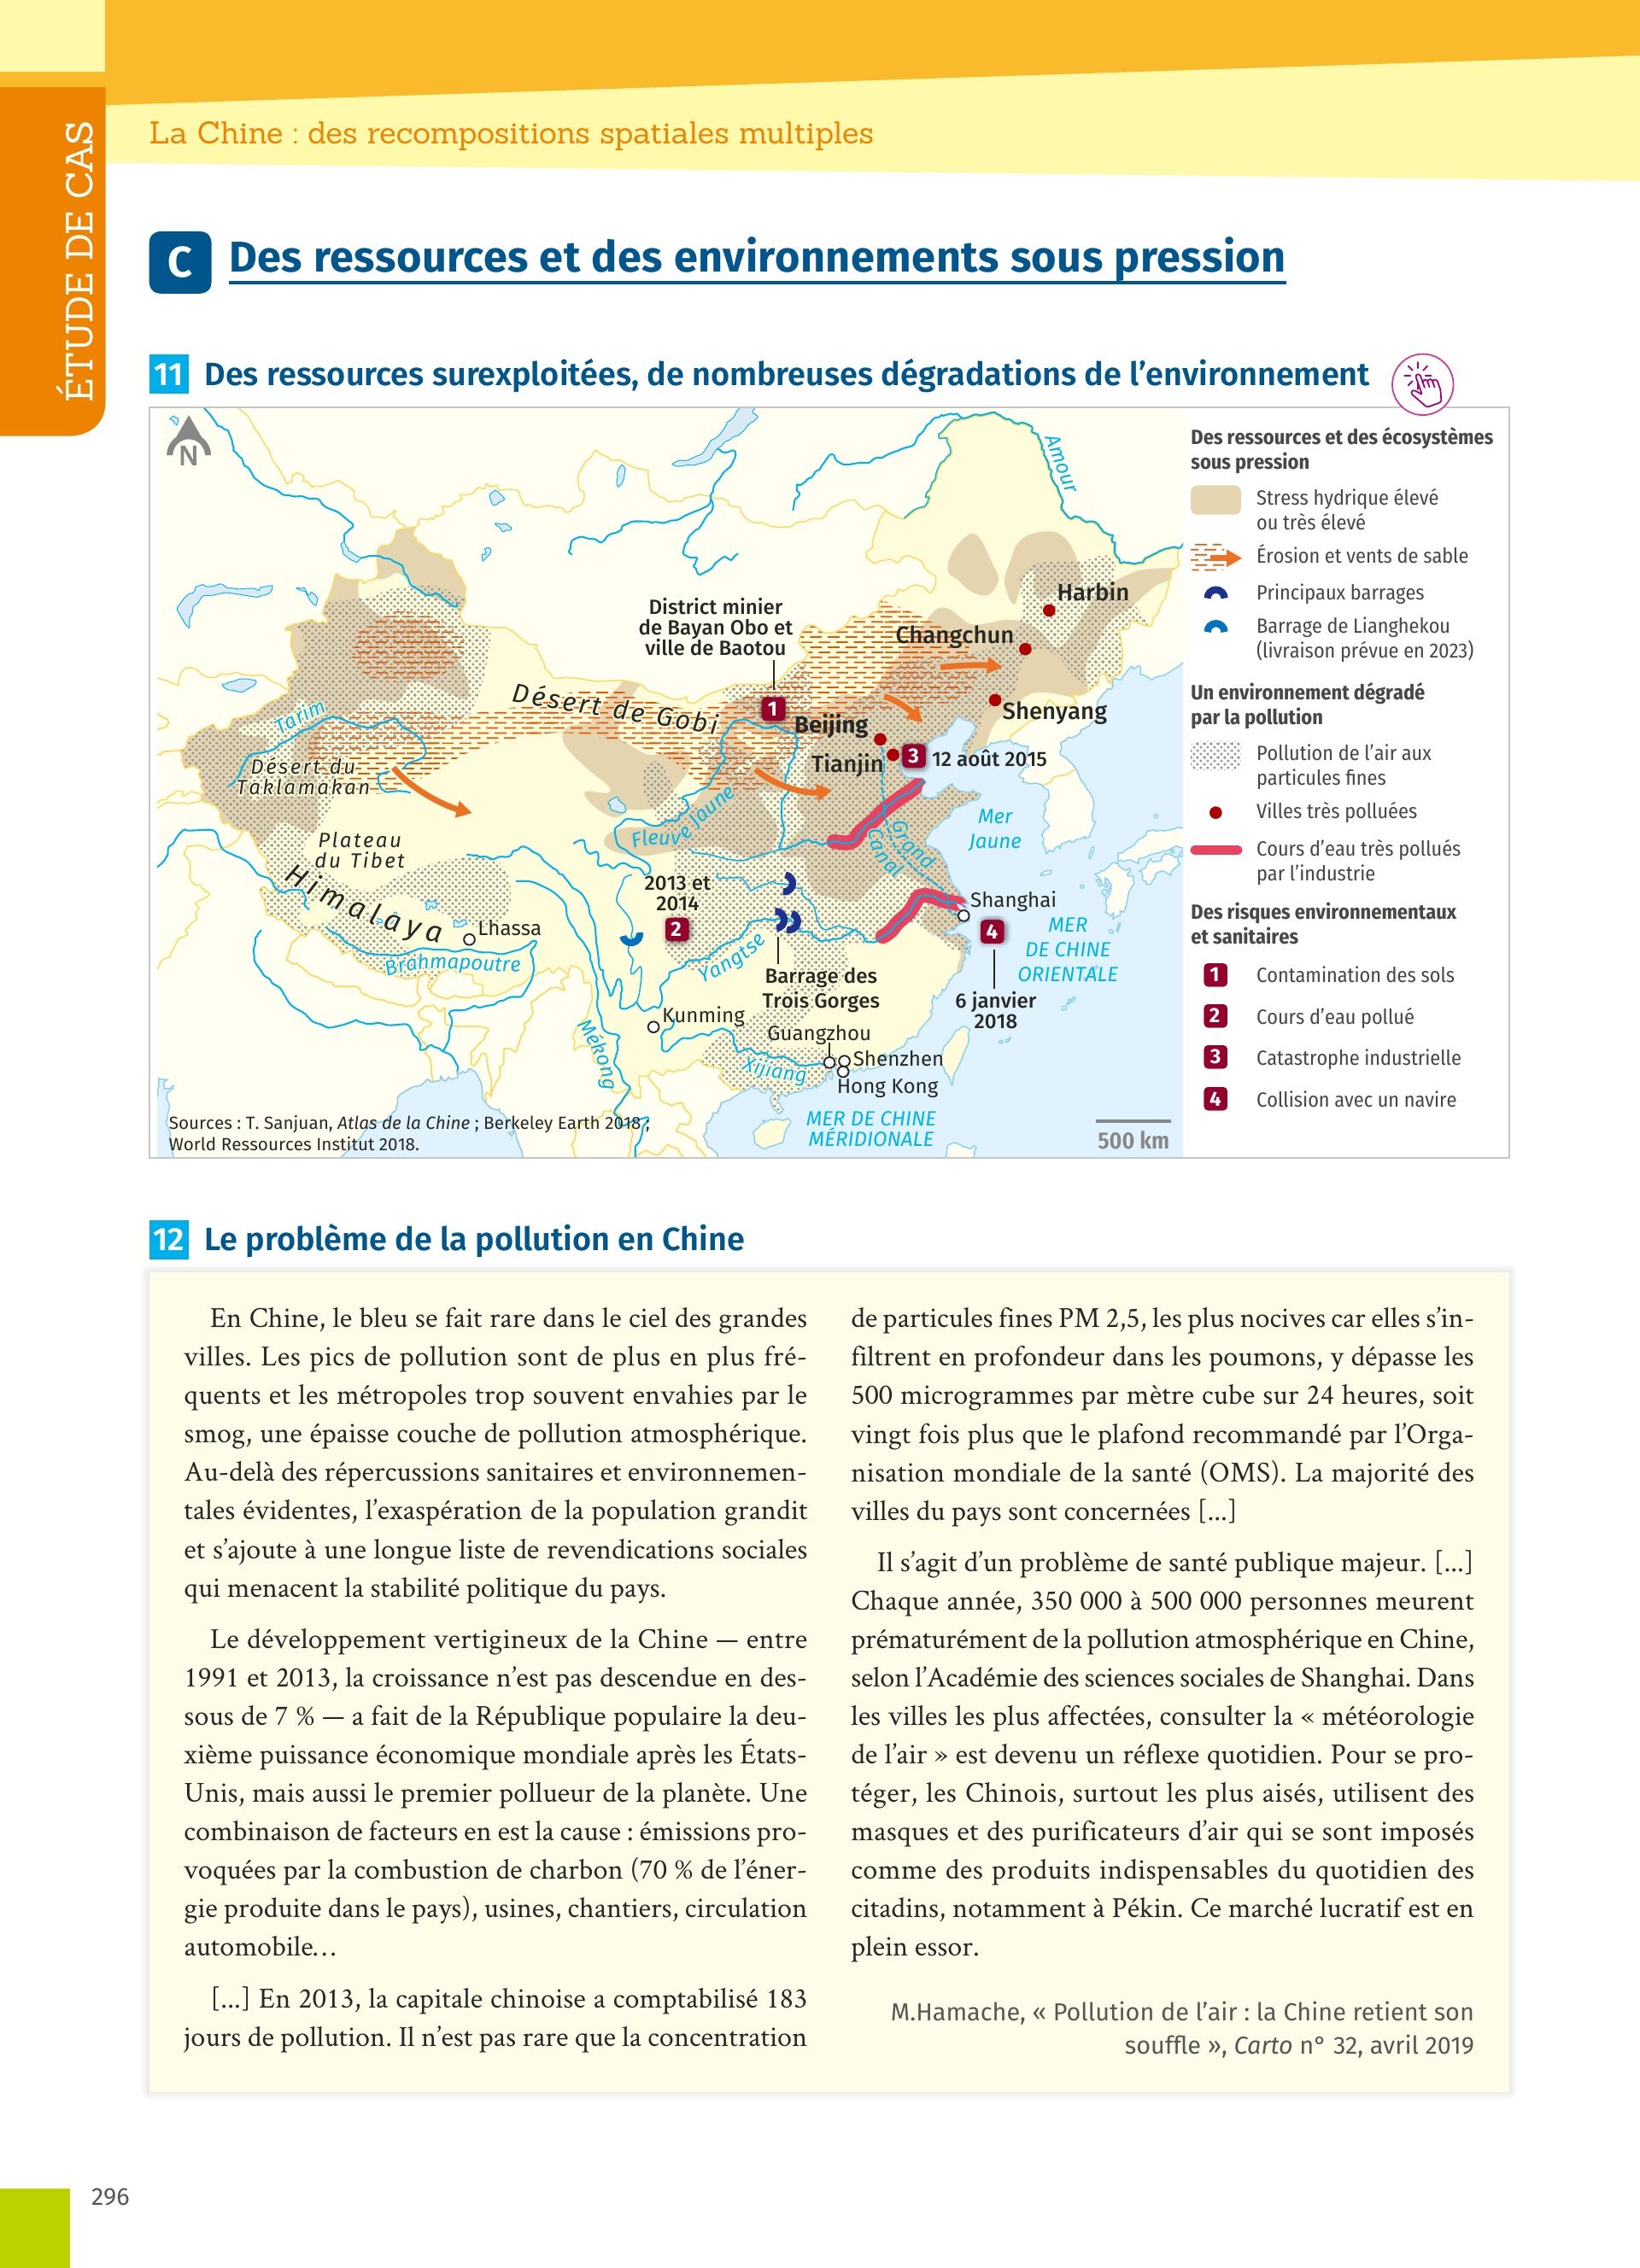 ÉTUDE DE CAS
La Chine : des recompositions spatiales multiples
C Des ressources et des environnements sous pression
11 Des ressources surexploitées, de nombreuses dégradations de l’environnement
N
Amour
Harbin
District minier
de Bayan Obo et
ville de Baotou
Changchun
Désert de Gobi
1
Beijing
Shenyang
Tarim
Tianjin
3 12 août 2015
Désert du
Taklamakan
Fleuve Jaune
Grand
Canal
Mer
Jaune
Plateau
du Tibet
Himalaya
2013 et
2014
2
Lhassa
Brahmapoutre
Shanghai
4
MER
DE CHINE
ORIENTALE
Yangtse
Barrage des
Trois Gorges
6 janvier
2018
Kunming
Guangzhou
Mékong
Xijiang
Shenzhen
Hong Kong
MER DE CHINE
MÉRIDIONALE
500 km
Sources : T. Sanjuan, Atlas de la Chine ; Berkeley Earth 2018 ;
World Ressources Institut 2018.
Des ressources et des écosystèmes
sous pression
Stress hydrique élevé
ou très élevé
Érosion et vents de sable
Principaux barrages
Barrage de Lianghekou
(livraison prévue en 2023)
Un environnement dégradé
par la pollution
Pollution de l’air aux
particules fines
Villes très polluées
Cours d’eau très pollués
par l’industrie
Des risques environnementaux
et sanitaires
1 Contamination des sols
2 Cours d’eau pollué
3 Catastrophe industrielle
4 Collision avec un navire
12 Le problème de la pollution en Chine
En Chine, le bleu se fait rare dans le ciel des grandes
villes. Les pics de pollution sont de plus en plus fré-
quents et les métropoles trop souvent envahies par le
smog, une épaisse couche de pollution atmosphérique.
Au-delà des répercussions sanitaires et environnemen-
tales évidentes, l’exaspération de la population grandit
et s’ajoute à une longue liste de revendications sociales
qui menacent la stabilité politique du pays.
Le développement vertigineux de la Chine — entre
1991 et 2013, la croissance n’est pas descendue en des-
sous de 7 % — a fait de la République populaire la deu-
xième puissance économique mondiale après les États-
Unis, mais aussi le premier pollueur de la planète. Une
combinaison de facteurs en est la cause : émissions pro-
voquées par la combustion de charbon (70 % de l’éner-
gie produite dans le pays), usines, chantiers, circulation
automobile…
[...] En 2013, la capitale chinoise a comptabilisé 183
jours de pollution. Il n’est pas rare que la concentration
de particules fines PM 2,5, les plus nocives car elles s’in-
filtrent en profondeur dans les poumons, y dépasse les
500 microgrammes par mètre cube sur 24 heures, soit
vingt fois plus que le plafond recommandé par l’Orga-
nisation mondiale de la santé (OMS). La majorité des
villes du pays sont concernées [...]
Il s’agit d’un problème de santé publique majeur. [...]
Chaque année, 350 000 à 500 000 personnes meurent
prématurément de la pollution atmosphérique en Chine,
selon l’Académie des sciences sociales de Shanghai. Dans
les villes les plus affectées, consulter la « météorologie
de l’air » est devenu un réflexe quotidien. Pour se pro-
téger, les Chinois, surtout les plus aisés, utilisent des
masques et des purificateurs d’air qui se sont imposés
comme des produits indispensables du quotidien des
citadins, notamment à Pékin. Ce marché lucratif est en
plein essor.
M.Hamache, « Pollution de l’air : la Chine retient son
souffle », Carto n° 32, avril 2019
296